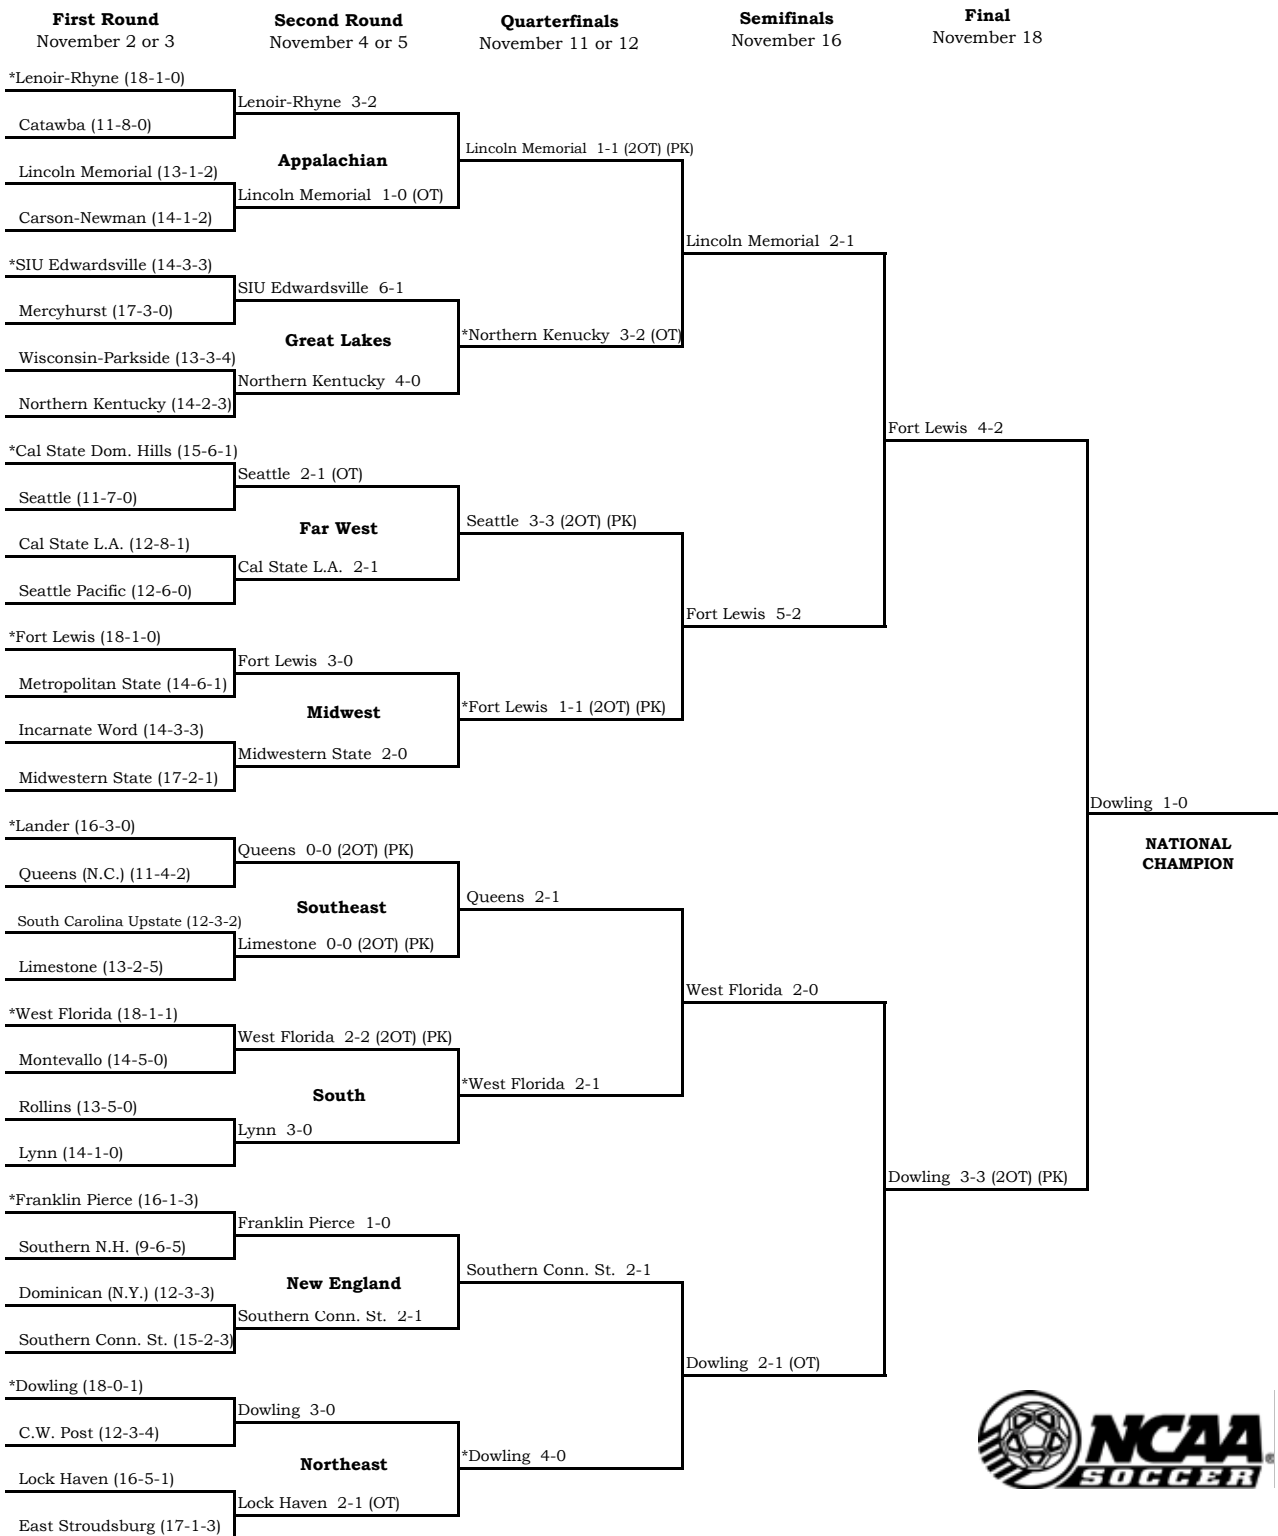 First Round
November 2 or 3
Second Round
November 4 or 5
Quarterfinals
November 11 or 12
Semifinals
November 16
Final
November 18
*Lenoir-Rhyne (18-1-0)
Lenoir-Rhyne 3-2
Catawba (11-8-0)
Lincoln Memorial 1-1 (2OT) (PK)
Appalachian
Lincoln Memorial (13-1-2)
Lincoln Memorial 1-0 (OT)
Carson-Newman (14-1-2)
Lincoln Memorial 2-1
*SIU Edwardsville (14-3-3)
SIU Edwardsville 6-1
Mercyhurst (17-3-0)
*Northern Kenucky 3-2 (OT)
Great Lakes
Wisconsin-Parkside (13-3-4)
Northern Kentucky 4-0
Northern Kentucky (14-2-3)
Fort Lewis 4-2
*Cal State Dom. Hills (15-6-1)
Seattle 2-1 (OT)
Seattle (11-7-0)
Seattle 3-3 (2OT) (PK)
Far West
Cal State L.A. (12-8-1)
Cal State L.A. 2-1
Seattle Pacific (12-6-0)
Fort Lewis 5-2
*Fort Lewis (18-1-0)
Fort Lewis 3-0
Metropolitan State (14-6-1)
*Fort Lewis 1-1 (2OT) (PK)
Midwest
Incarnate Word (14-3-3)
Midwestern State 2-0
Midwestern State (17-2-1)
Dowling 1-0
NATIONAL
CHAMPION
*Lander (16-3-0)
Queens 0-0 (2OT) (PK)
Queens (N.C.) (11-4-2)
Queens 2-1
Southeast
South Carolina Upstate (12-3-2)
Limestone 0-0 (2OT) (PK)
Limestone (13-2-5)
West Florida 2-0
*West Florida (18-1-1)
West Florida 2-2 (2OT) (PK)
Montevallo (14-5-0)
*West Florida 2-1
South
Rollins (13-5-0)
Lynn 3-0
Lynn (14-1-0)
Dowling 3-3 (2OT) (PK)
*Franklin Pierce (16-1-3)
Franklin Pierce 1-0
Southern N.H. (9-6-5)
Southern Conn. St. 2-1
New England
Dominican (N.Y.) (12-3-3)
Southern Conn. St. 2-1
Southern Conn. St. (15-2-3)
Dowling 2-1 (OT)
*Dowling (18-0-1)
Dowling 3-0
C.W. Post (12-3-4)
*Dowling 4-0
Northeast
Lock Haven (16-5-1)
Lock Haven 2-1 (OT)
East Stroudsburg (17-1-3)
NCAA®
SOCCER